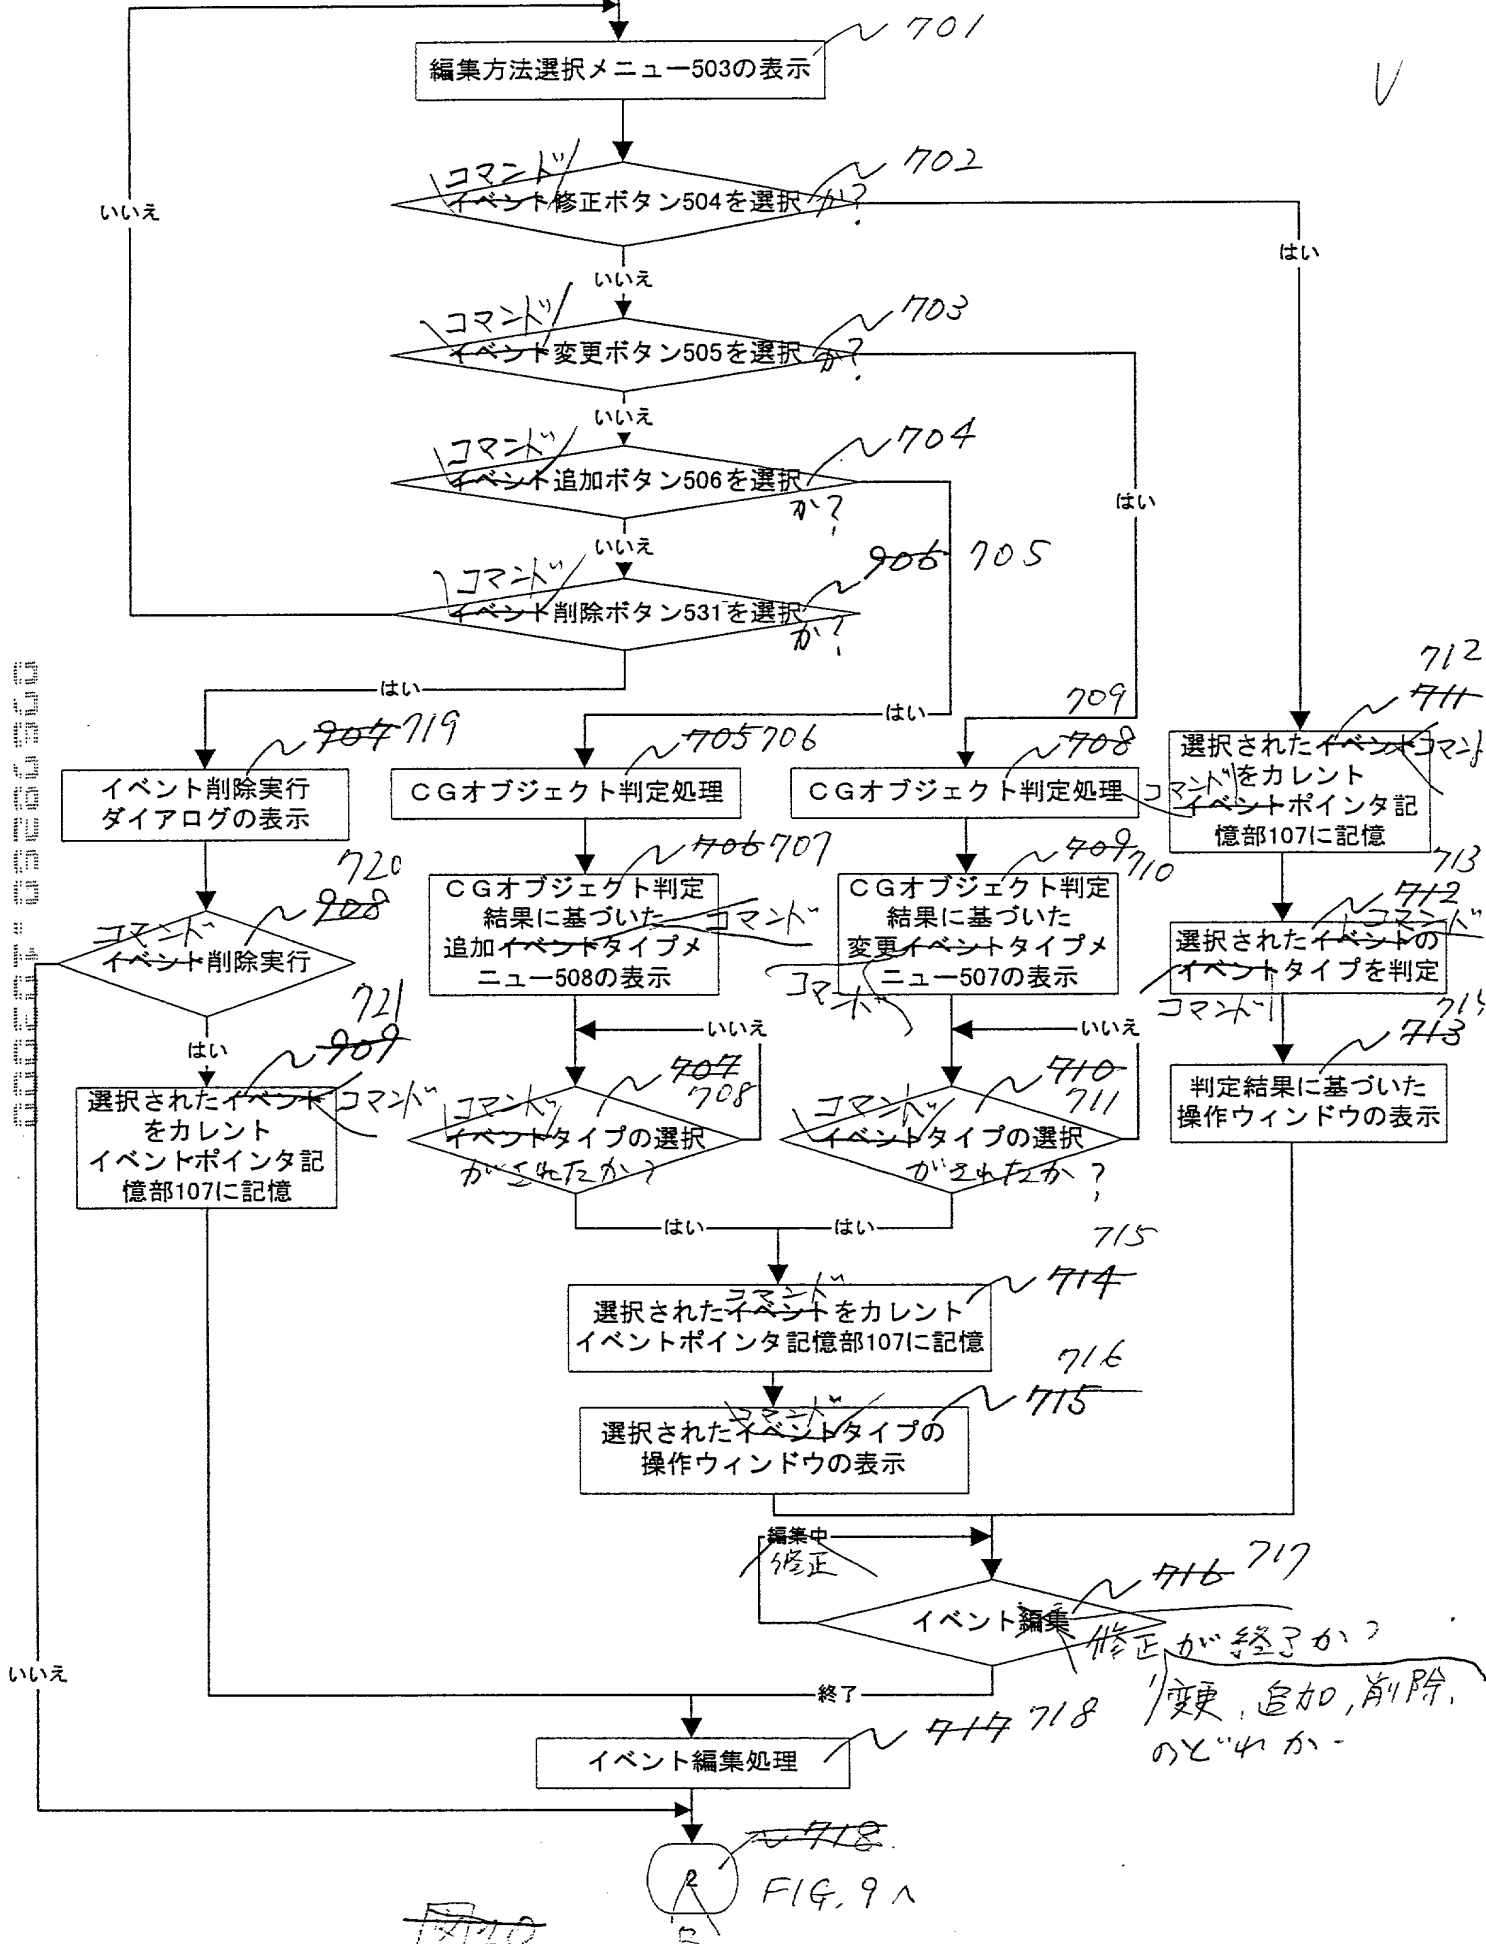 701
編集方法選択メニュー503の表示
コマンド
702
イベント修正ボタン504を選択
か?
いいえ
はい
いいえ
コマンド
703
イベント変更ボタン505を選択
か?
いいえ
コマンド
704
イベント追加ボタン506を選択
か?
はい
いいえ
コマンド
906 705
イベント削除ボタン531を選択
か?
はい
はい
712
711
選択されたイベント
コマンド
をカレント
コマンド
イベントポインタ記
憶部107に記憶
907 719
イベント削除実行
ダイアログの表示
705 706
CGオブジェクト判定処理
709
708
CGオブジェクト判定処理
720
908
コマンド
イベント削除実行
706 707
CGオブジェクト判定
結果に基づいた
追加イベントタイプメ
コマンド
ニュー508の表示
709 710
CGオブジェクト判定
結果に基づいた
変更イベントタイプメ
コマンド
ニュー507の表示
713
712
コマンド
選択されたイベントの
イベントタイプを判定
コマンド
はい
721
909
選択されたイベント
コマンド
をカレント
イベントポインタ記
憶部107に記憶
いいえ
707
708
コマンド
イベントタイプの選択
がされたか?
いいえ
710
711
コマンド
イベントタイプの選択
がされたか?
713
判定結果に基づいた
操作ウィンドウの表示
はい
はい
715
714
コマンド
選択されたイベントをカレント
イベントポインタ記憶部107に記憶
716
715
コマンド
選択されたイベントタイプの
操作ウィンドウの表示
編集中
修正
716 717
イベント編集
修正が終了か?
変更,追加,削除,
のどれか
いいえ
終了
717 718
イベント編集処理
718
2
B
FIG. 9 へ
図10